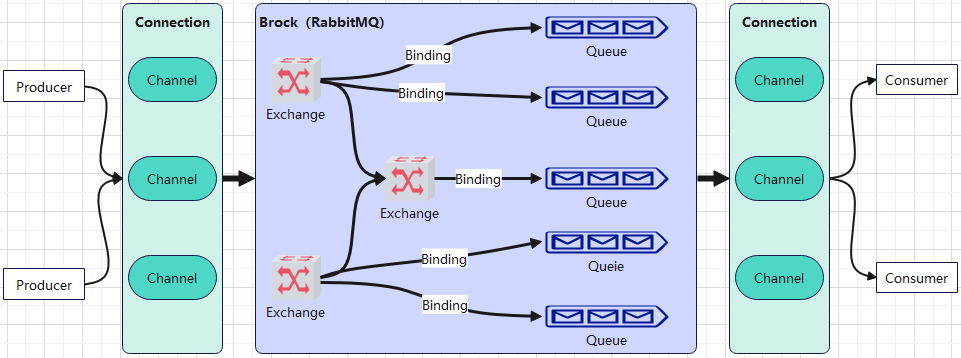 Connection
Channel
Channel
Channel
Producer
Producer
Brock（RabbitMQ）
Exchange
Exchange
Exchange
Binding
Binding
Binding
Binding
Binding
Queue
Queue
Queue
Queie
Queue
Connection
Channel
Channel
Channel
Consumer
Consumer